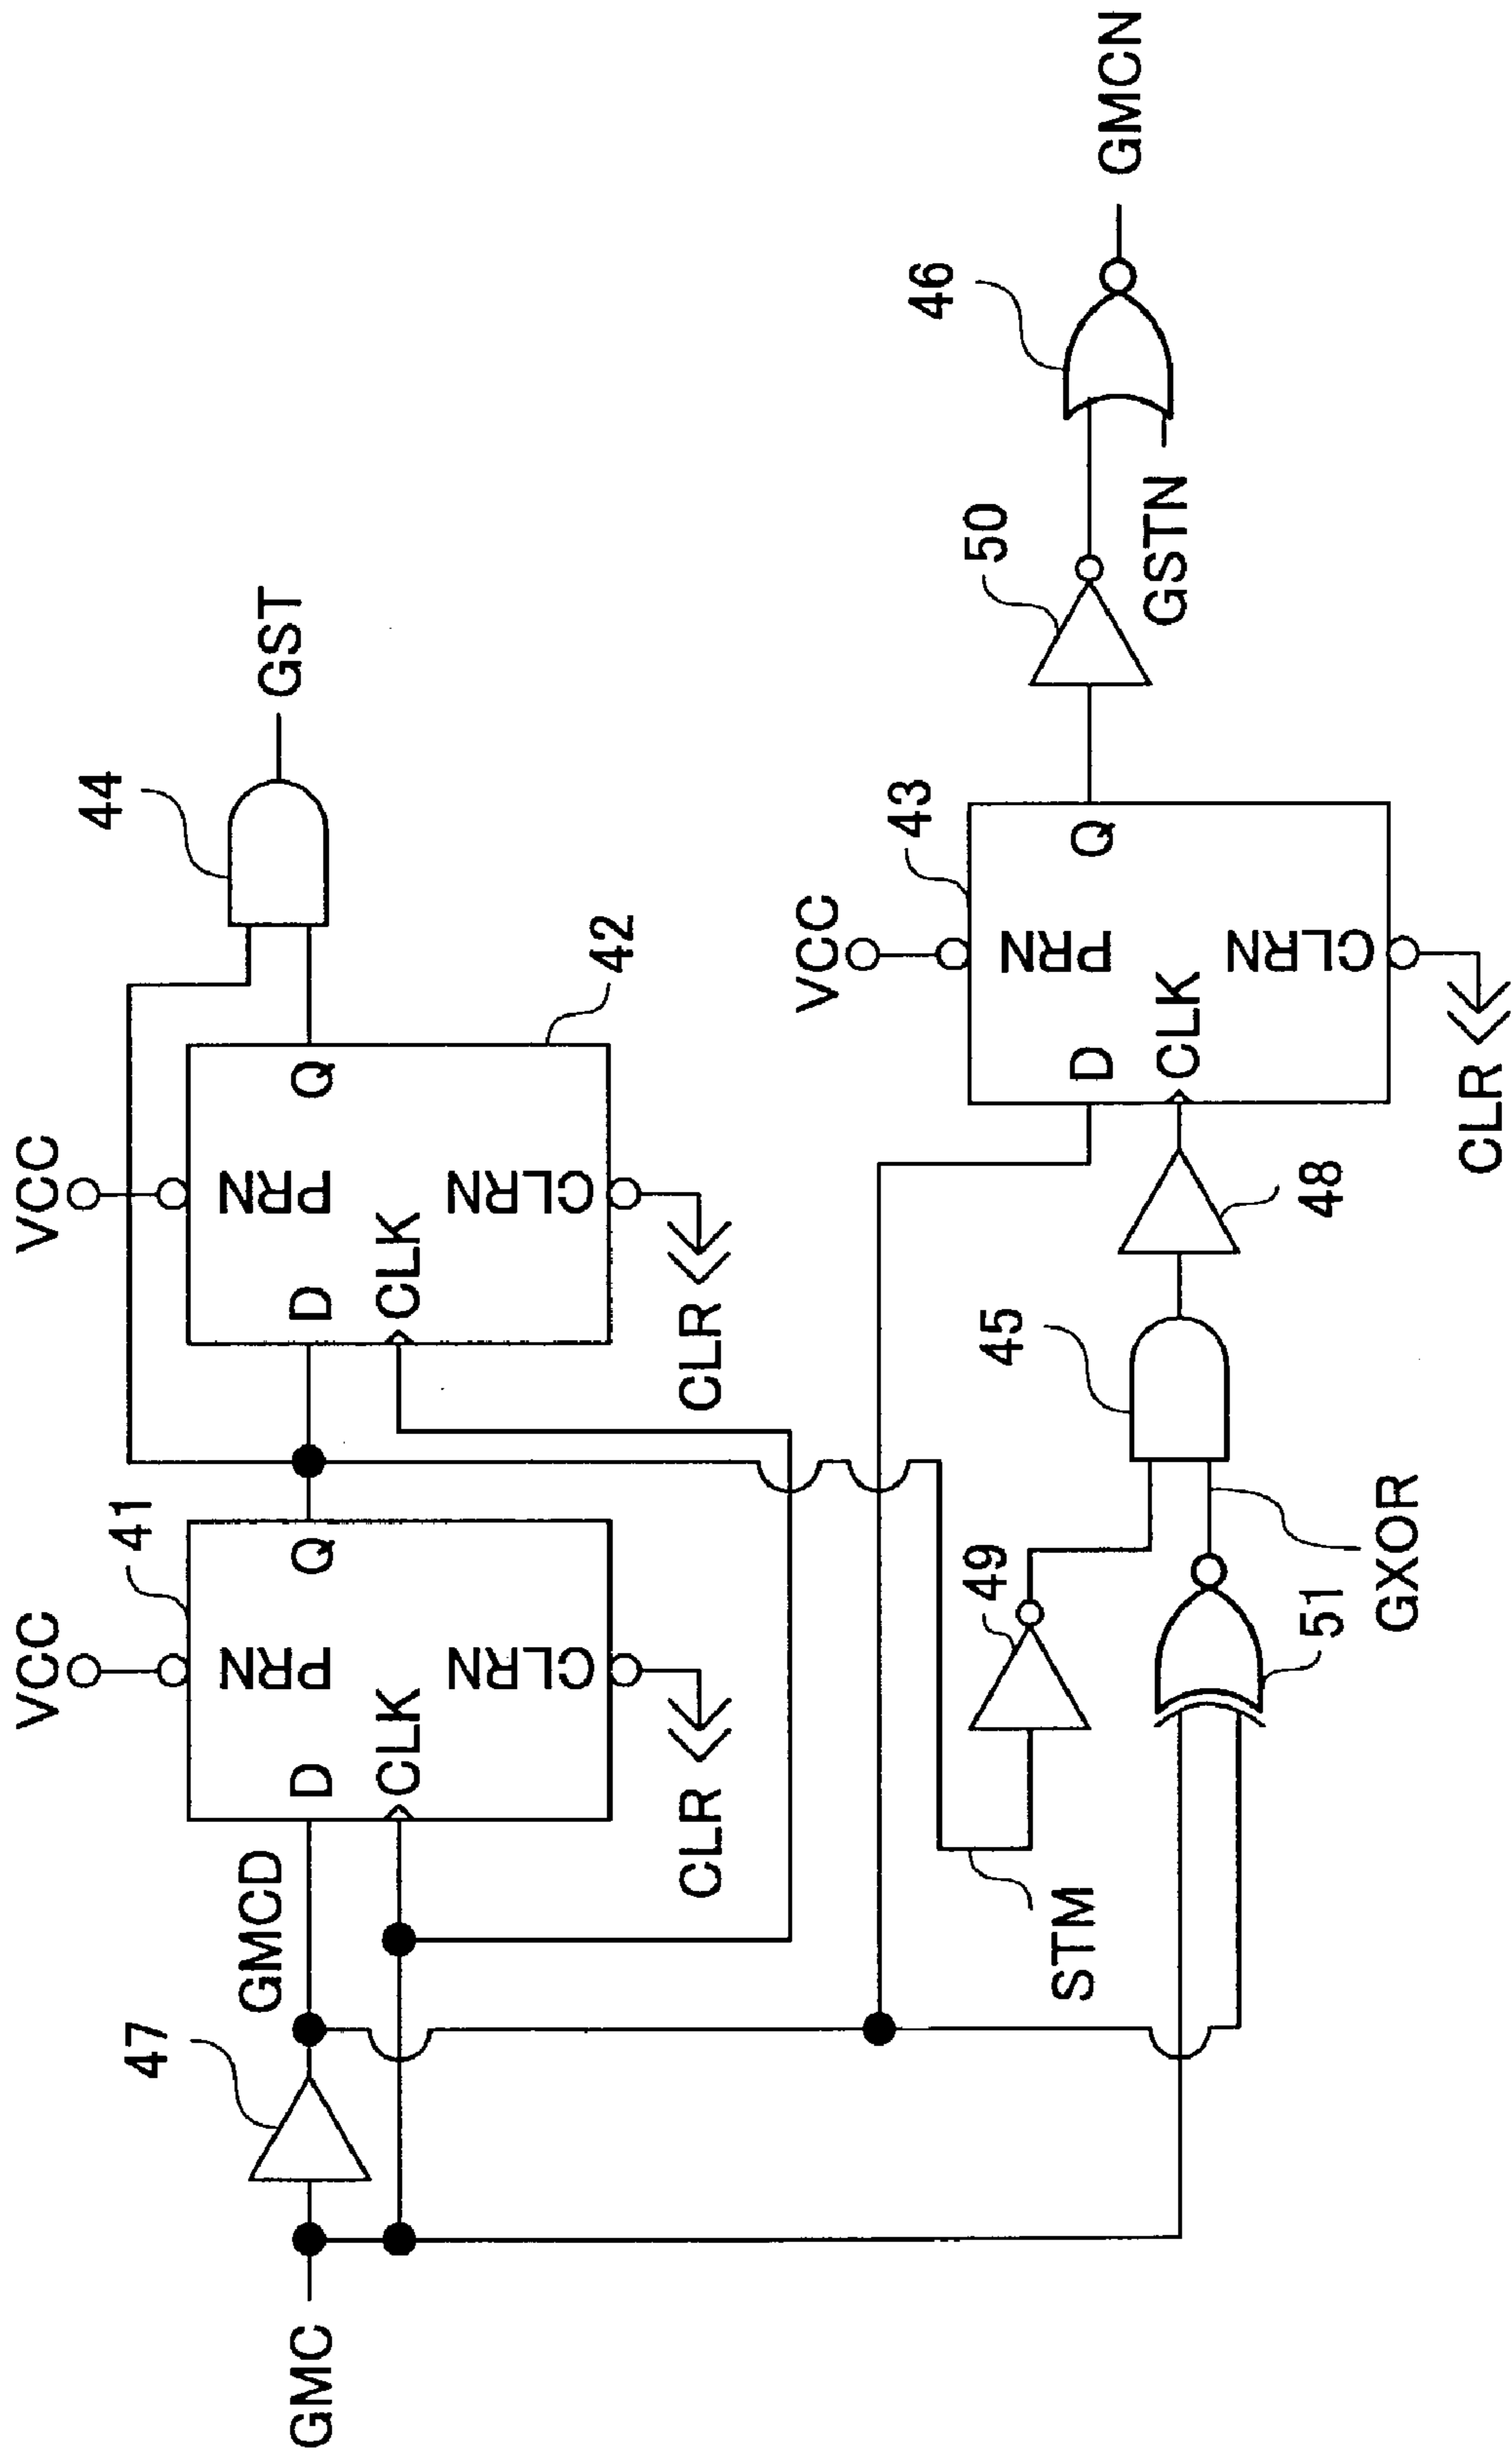 GMC
47
GMCD
VCC
41
D
PRN
Q
CLK
CLRN
CLR
VCC
42
D
PRN
Q
CLK
CLRN
CLR
44
GST
STM
49
51
GXOR
45
48
VCC
43
D
PRN
Q
CLK
CLRN
CLR
50
GSTN
46
GMCN